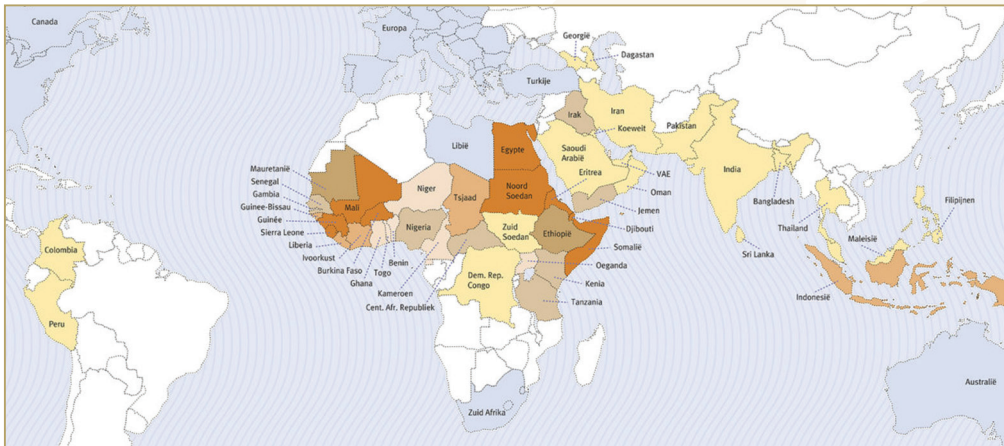 Canada
Europa
Georgië
Dagastan
Turkije
Irak
Iran
Koeweit
Pakistan
Libië
Egypte
Saoudi
Arabië
India
Mauretanië
Senegal
Gambia
Guinee-Bissau
Guinée
Sierra Leone
Liberia
Ivoorkust
Burkina Faso
Ghana
Togo
Benin
Kameroen
Cent. Afr. Republiek
Mali
Niger
Tsjaad
Noord
Soedan
Eritrea
VAE
Oman
Jemen
Djibouti
Somalië
Nigeria
Zuid
Soedan
Ethiopië
Oeganda
Kenia
Tanzania
Dem. Rep.
Congo
Bangladesh
Thailand
Sri Lanka
Maleisië
Filipijnen
Indonesië
Colombia
Peru
Zuid Afrika
Australië